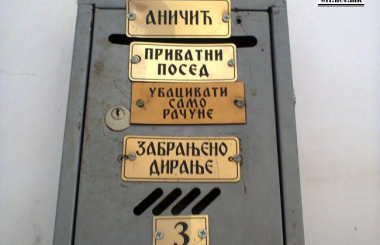 АНИЧИЋ
ПРИВАТНИ
ПОСЕД
УБАЦИВАТИ
САМО
РАЧУНЕ
ЗАБРАЊЕНО
ДИРАЊЕ
3